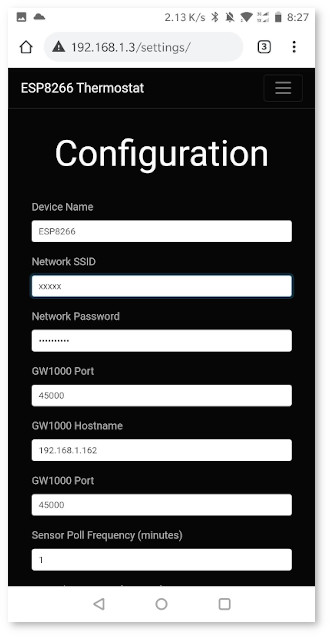 2.13 K/s 8:27
192.168.1.3/settings/ 3
ESP8266 Thermostat
Configuration
Device Name
ESP8266
Network SSID
xxxxx
Network Password
••••••••••
GW1000 Port
45000
GW1000 Hostname
192.168.1.162
GW1000 Port
45000
Sensor Poll Frequency (minutes)
1